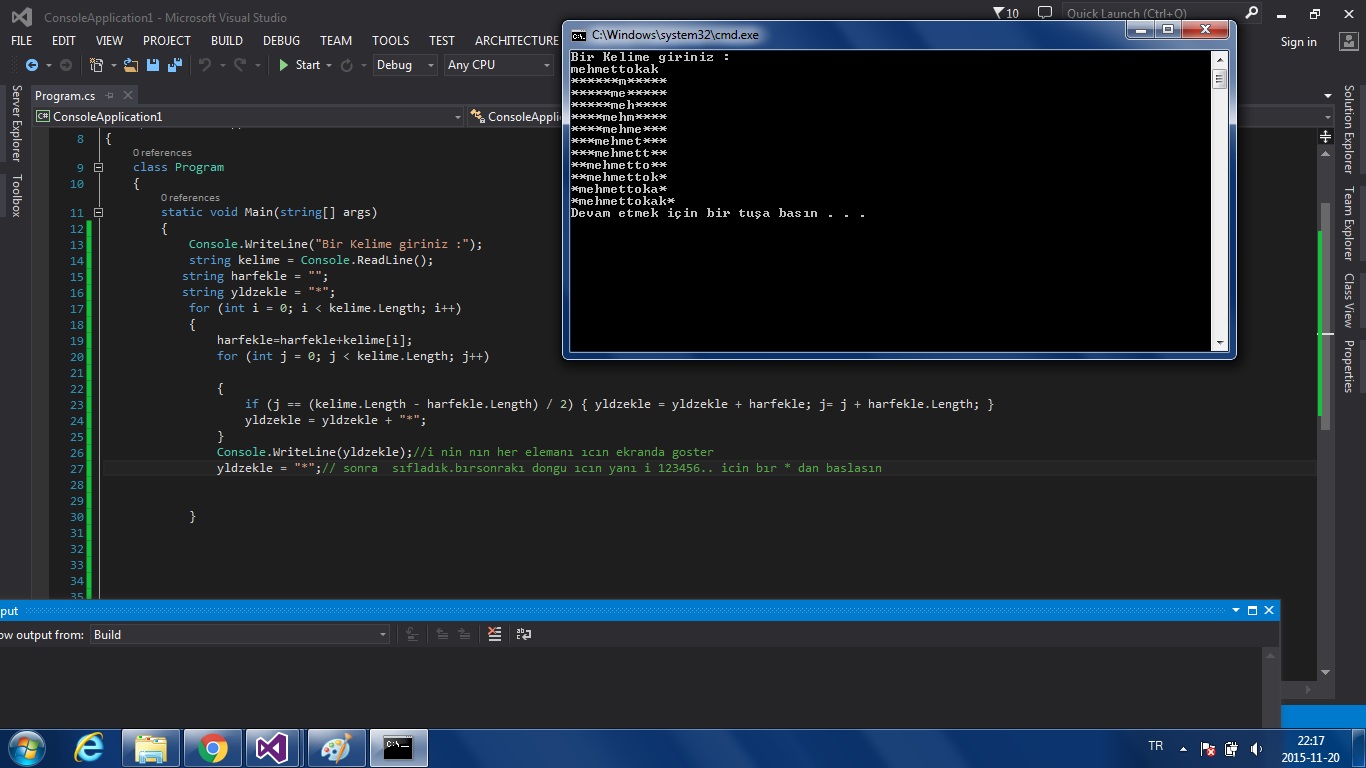 ConsoleApplication1 - Microsoft Visual Studio
10
Quick Launch (Ctrl+Q)
FILE EDIT VIEW PROJECT BUILD DEBUG TEAM TOOLS TEST ARCHITECTURE
Sign in
Start Debug Any CPU
Program.cs
ConsoleApplication1
ConsoleAppli
Server Explorer
Toolbox
Solution Explorer
Team Explorer
Class View
Properties
8 {
0 references
9 class Program
10 {
0 references
11 static void Main(string[] args)
12 {
13 Console.WriteLine("Bir Kelime giriniz :");
14 string kelime = Console.ReadLine();
15 string harfekle = "";
16 string yldzekle = "*";
17 for (int i = 0; i < kelime.Length; i++)
18 {
19 harfekle=harfekle+kelime[i];
20 for (int j = 0; j < kelime.Length; j++)
21
22 {
23 if (j == (kelime.Length - harfekle.Length) / 2) { yldzekle = yldzekle + harfekle; j= j + harfekle.Length; }
24 yldzekle = yldzekle + "*";
25 }
26 Console.WriteLine(yldzekle);//i nin nın her elemanı ıcın ekranda goster
27 yldzekle = "*";// sonra  sıfladık.bırsonrakı dongu ıcın yanı i 123456.. icin bır * dan baslasın
28
29
30 }
31
32
33
34
35
C:\Windows\system32\cmd.exe
Bir Kelime giriniz :
mehmettokak
******m*****
*****me*****
*****meh****
****mehm****
****mehme***
***mehmet***
***mehmett**
**mehmetto**
**mehmettok*
*mehmettoka*
*mehmettokak*
Devam etmek için bir tuşa basın . . .
put
ow output from: Build
TR
22:17
2015-11-20